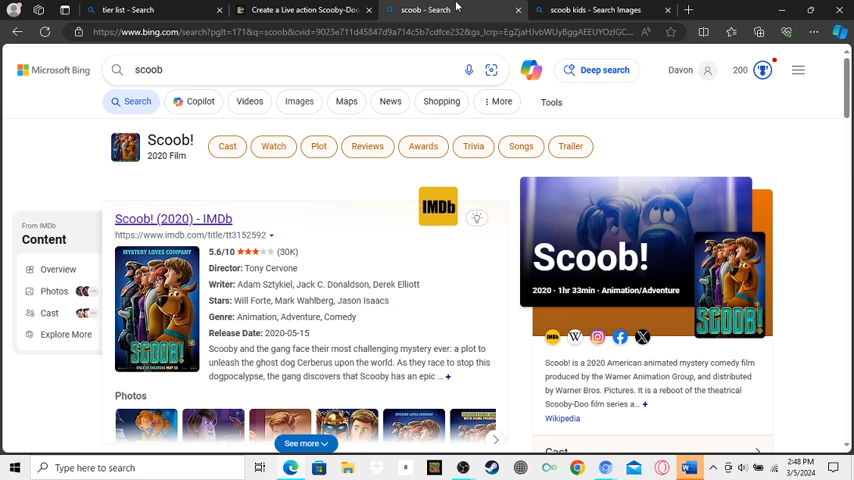 tier list - Search
Create a Live action Scooby-Doo
scoob - Search
scoob kids - Search Images
https://www.bing.com/search?pglt=171&q=scoob&cvid=9023e711d45847d9a714c5b7cdfce232&gs_lcrp=EgZjaHJvbWUyBggAEEUYOzIGC...
Microsoft Bing
scoob
Deep search
Davon
200
Search
Copilot
Videos
Images
Maps
News
Shopping
More
Tools
Scoob!
2020 Film
Cast
Watch
Plot
Reviews
Awards
Trivia
Songs
Trailer
From IMDb
Content
Overview
Photos
Cast
Explore More
Scoob! (2020) - IMDb
https://www.imdb.com/title/tt3152592
IMDb
MYSTERY LOVES COMPANY
SCOOB!
5.6/10 (30K)
Director: Tony Cervone
Writer: Adam Sztykiel, Jack C. Donaldson, Derek Elliott
Stars: Will Forte, Mark Wahlberg, Jason Isaacs
Genre: Animation, Adventure, Comedy
Release Date: 2020-05-15
Scooby and the gang face their most challenging mystery ever: a plot to
unleash the ghost dog Cerberus upon the world. As they race to stop this
dogpocalypse, the gang discovers that Scooby has an epic ... +
Photos
See more
Scoob!
2020 · 1hr 33min · Animation/Adventure
SCOOB!
IMDb
W
Scoob! is a 2020 American animated mystery comedy film
produced by the Warner Animation Group, and distributed
by Warner Bros. Pictures. It is a reboot of the theatrical
Scooby-Doo film series a... +
Wikipedia
Cast
Type here to search
2:48 PM
3/5/2024